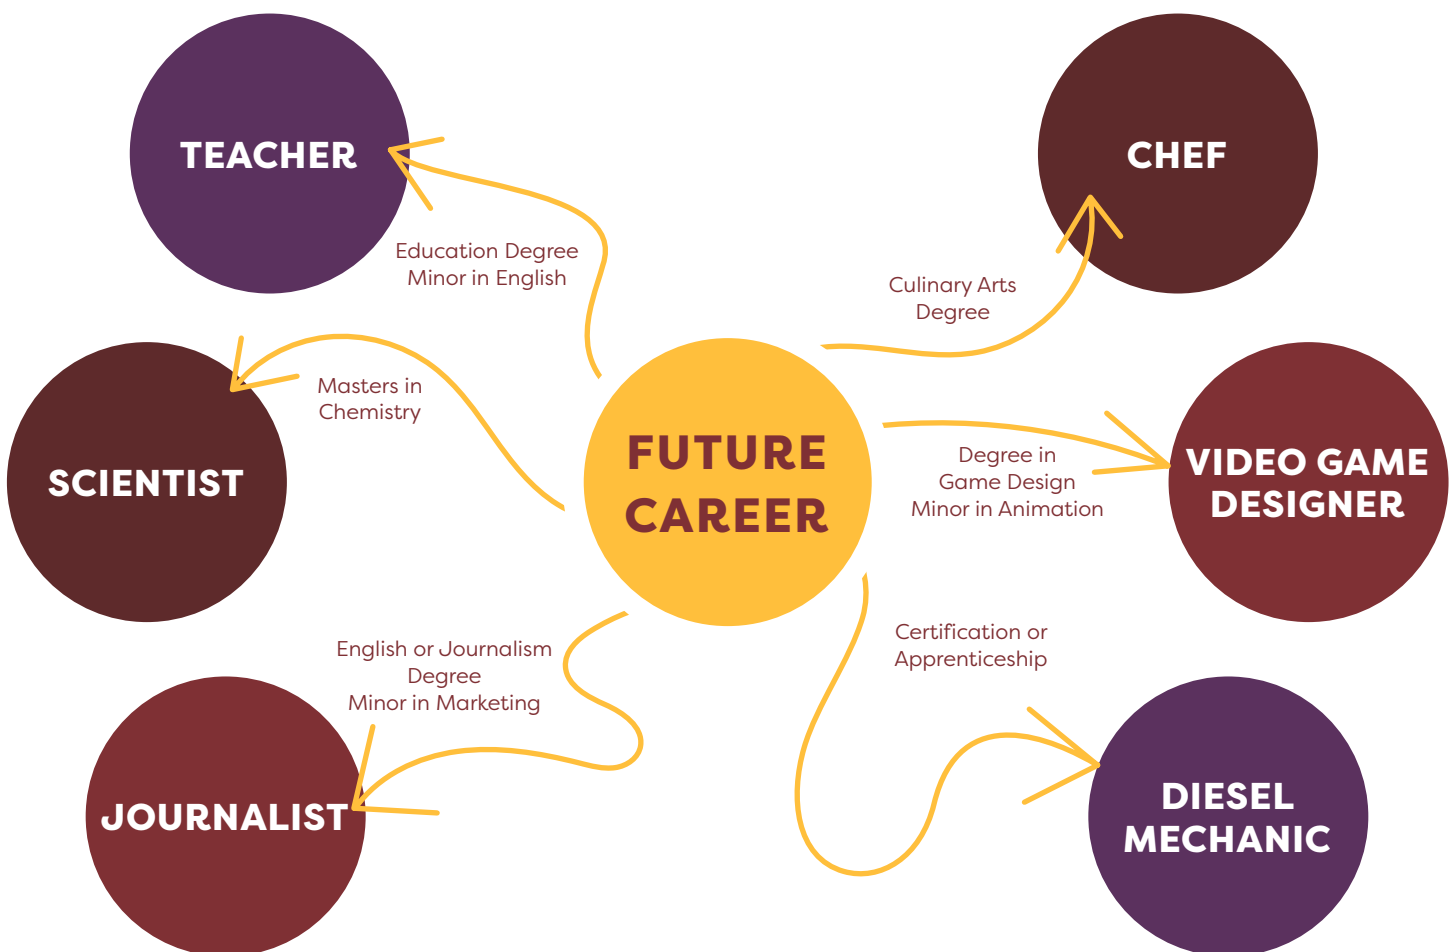 TEACHER
Education Degree
Minor in English
CHEF
Culinary Arts
Degree
SCIENTIST
Masters in
Chemistry
FUTURE
CAREER
Degree in
Game Design
Minor in Animation
VIDEO GAME
DESIGNER
English or Journalism
Degree
Minor in Marketing
JOURNALIST
Certification or
Apprenticeship
DIESEL
MECHANIC